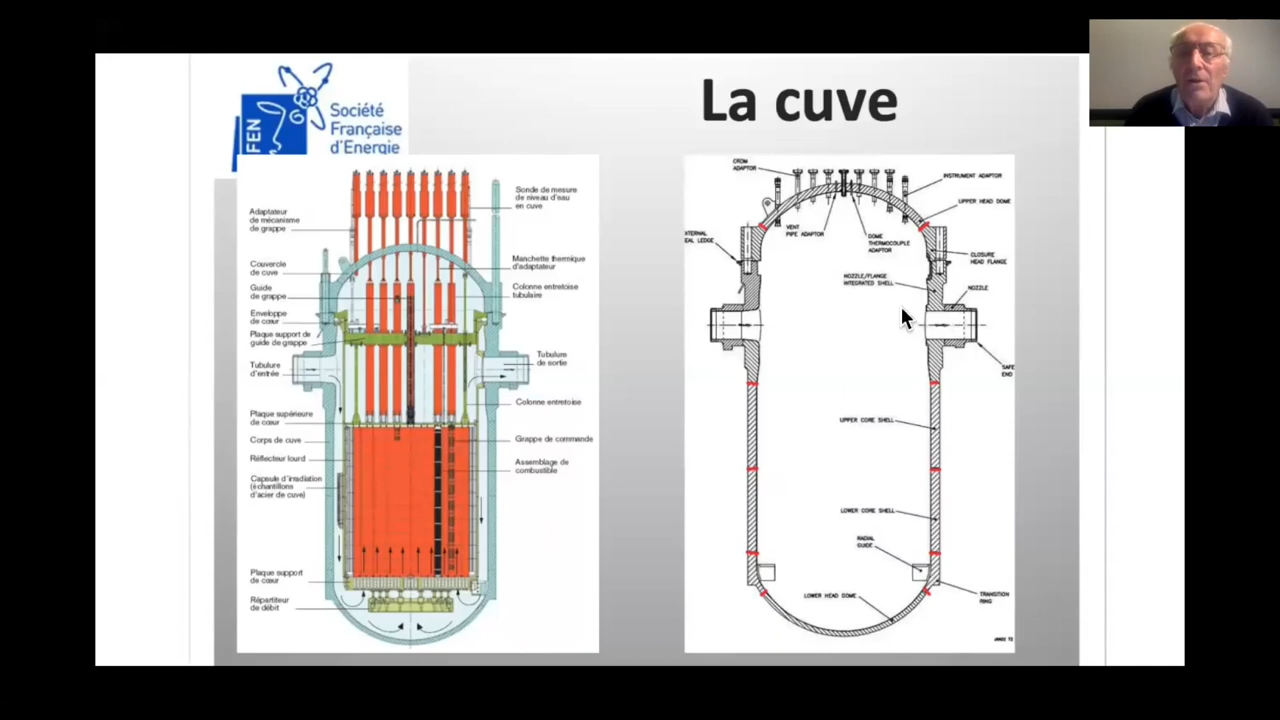 FEN
Société
Française
d'Energie
La cuve
Adaptateur
de mécanisme
de grappe
Couvercle
de cuve
Guide
de grappe
Enveloppe
de cœur
Plaque support de
guide de grappe
Tubulure
d'entrée
Plaque supérieure
de cœur
Corps de cuve
Réflecteur lourd
Capsule d'irradiation
(échantillons
d'acier de cuve)
Plaque support
de cœur
Répartiteur
de débit
Sonde de mesure
de niveau d'eau
en cuve
Manchette thermique
d'adaptateur
Colonne entretoise
tubulaire
Tubulure
de sortie
Colonne entretoise
Grappe de commande
Assemblage de
combustible
CRDM
ADAPTOR
INSTRUMENT ADAPTOR
UPPER HEAD DOME
VENT
PIPE ADAPTOR
DOME
THERMOCOUPLE
ADAPTOR
TERNAL
EAL LEDGE
CLOSURE
HEAD FLANGE
NOZZLE/FLANGE
INTEGRATED SHELL
NOZZLE
SAFE
END
UPPER CORE SHELL
LOWER CORE SHELL
RADIAL
GUIDE
LOWER HEAD DOME
TRANSITION
RING